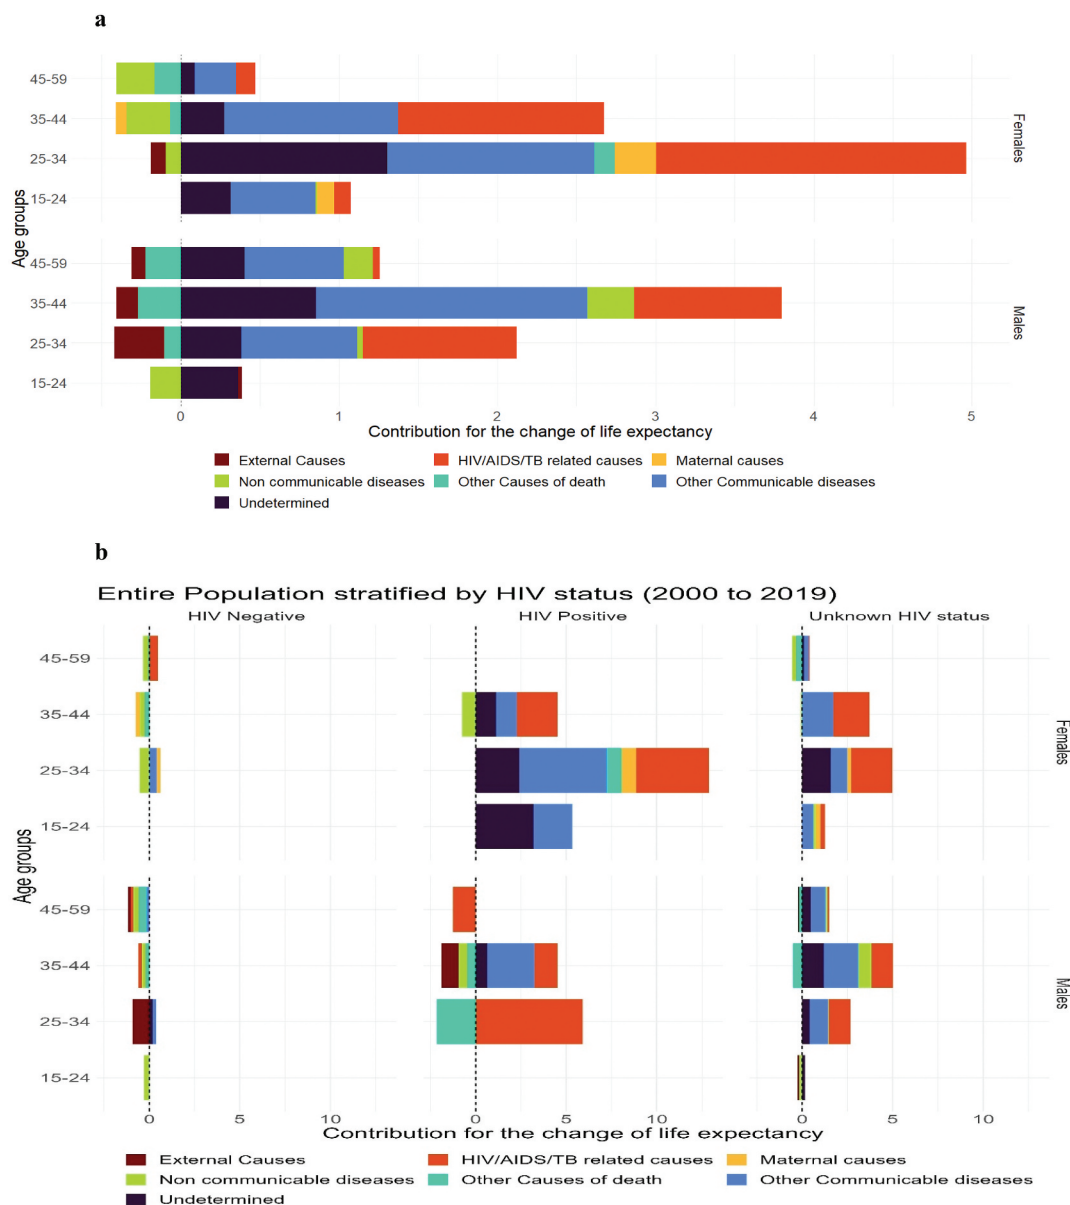 a
Females
45-59
35-44
25-34
15-24
Age groups
Males
45-59
35-44
25-34
15-24
0 1 2 3 4 5
Contribution for the change of life expectancy
External Causes HIV/AIDS/TB related causes Maternal causes
Non communicable diseases Other Causes of death Other Communicable diseases
Undetermined
b
Entire Population stratified by HIV status (2000 to 2019)
HIV Negative HIV Positive Unknown HIV status
Females
45-59
35-44
25-34
15-24
Age groups
Males
45-59
35-44
25-34
15-24
0 5 10 0 5 10 0 5 10
Contribution for the change of life expectancy
External Causes HIV/AIDS/TB related causes Maternal causes
Non communicable diseases Other Causes of death Other Communicable diseases
Undetermined